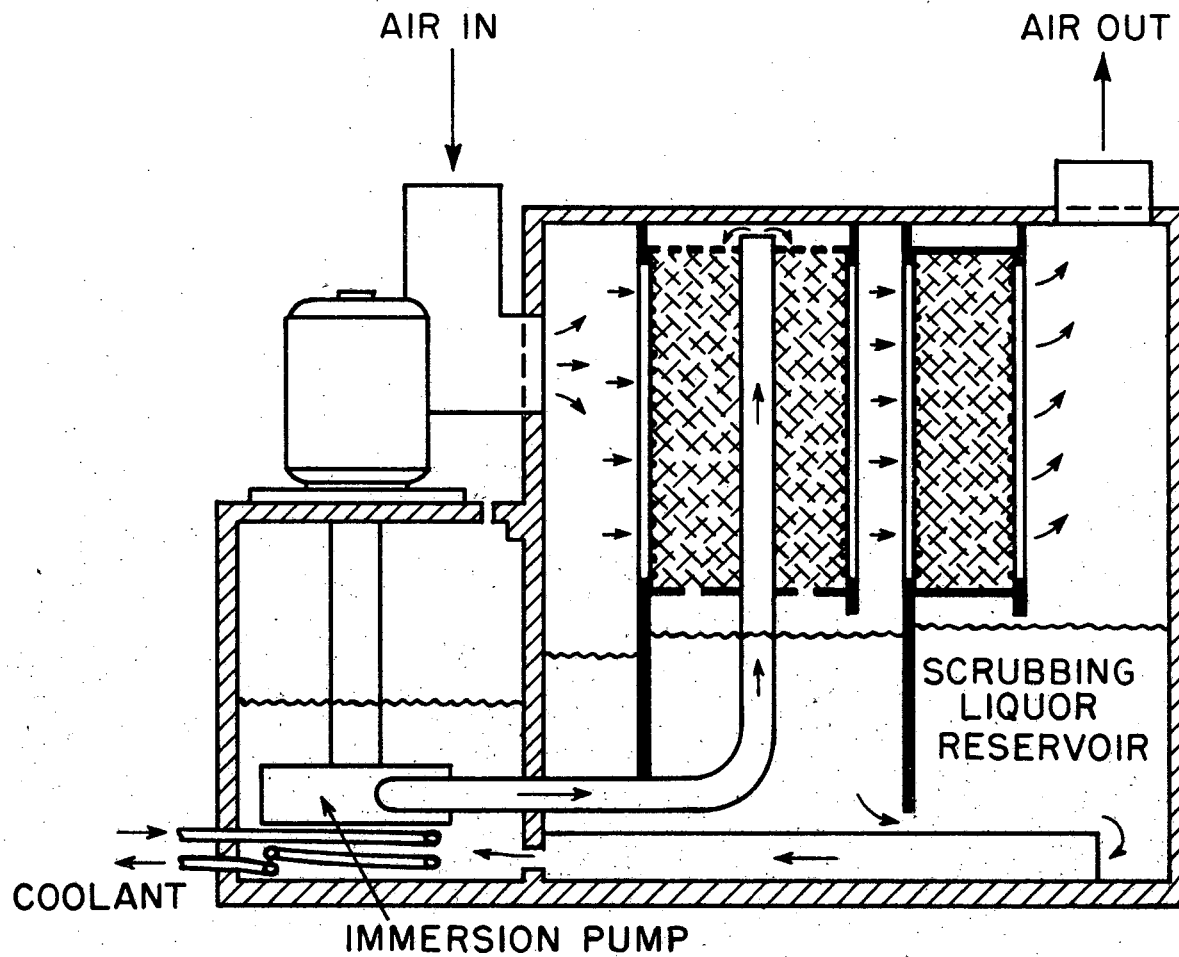 AIR IN
AIR OUT
SCRUBBING
LIQUOR
RESERVOIR
COOLANT
IMMERSION PUMP